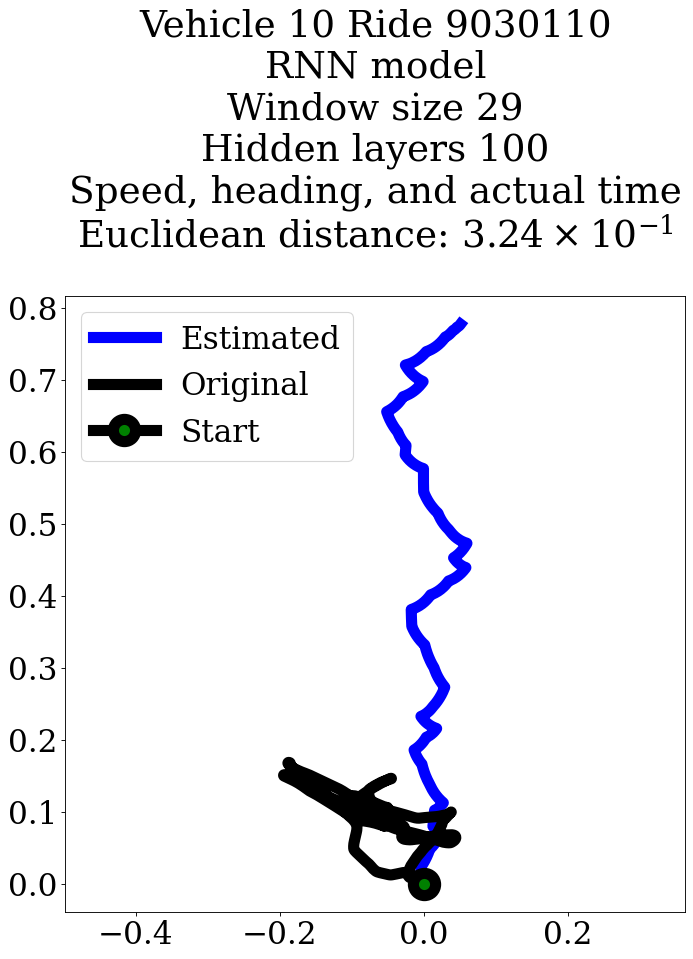 Vehicle 10 Ride 9030110
RNN model
Window size 29
Hidden layers 100
Speed, heading, and actual time
Euclidean distance: 3.24 × 10⁻¹
0.8
0.7
0.6
0.5
0.4
0.3
0.2
0.1
0.0
Estimated
Original
Start
−0.4
−0.2
0.0
0.2